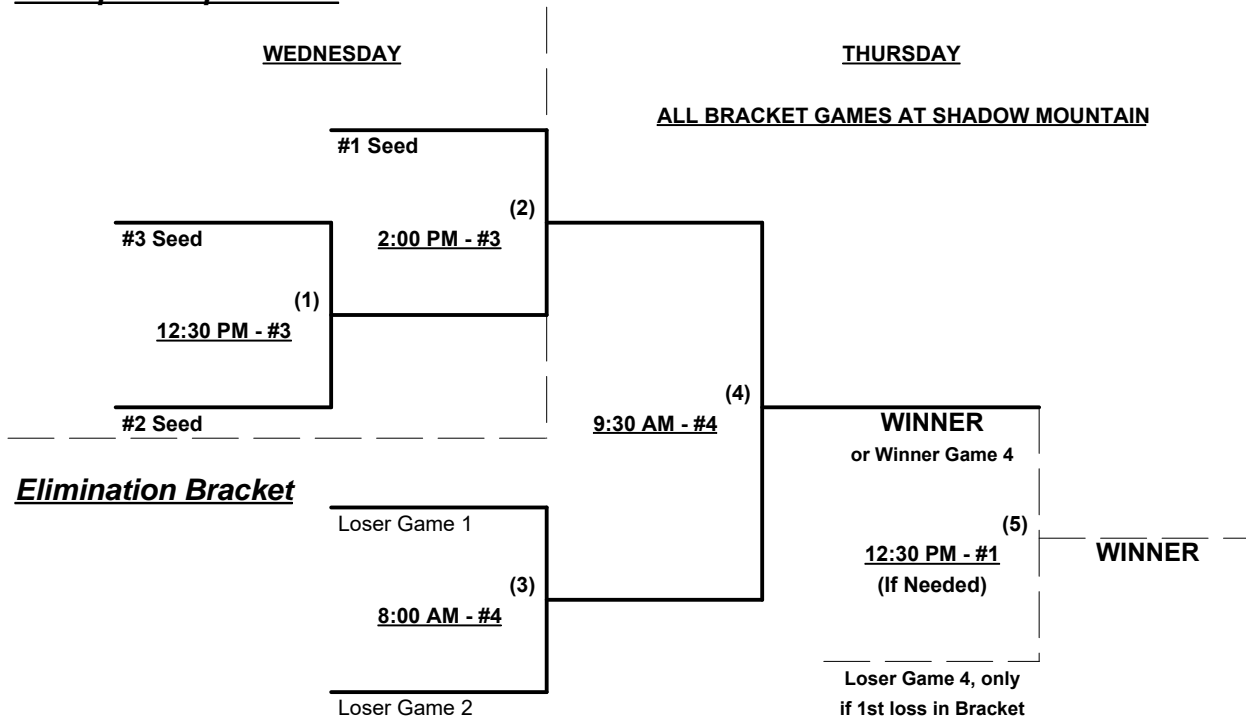 WEDNESDAY
THURSDAY
ALL BRACKET GAMES AT SHADOW MOUNTAIN
#1 Seed
(2)
#3 Seed
2:00 PM - #3
(1)
12:30 PM - #3
#2 Seed
(4)
9:30 AM - #4
WINNER
or Winner Game 4
Elimination Bracket
Loser Game 1
(5)
12:30 PM - #1
WINNER
(If Needed)
(3)
8:00 AM - #4
Loser Game 4, only
if 1st loss in Bracket
Loser Game 2